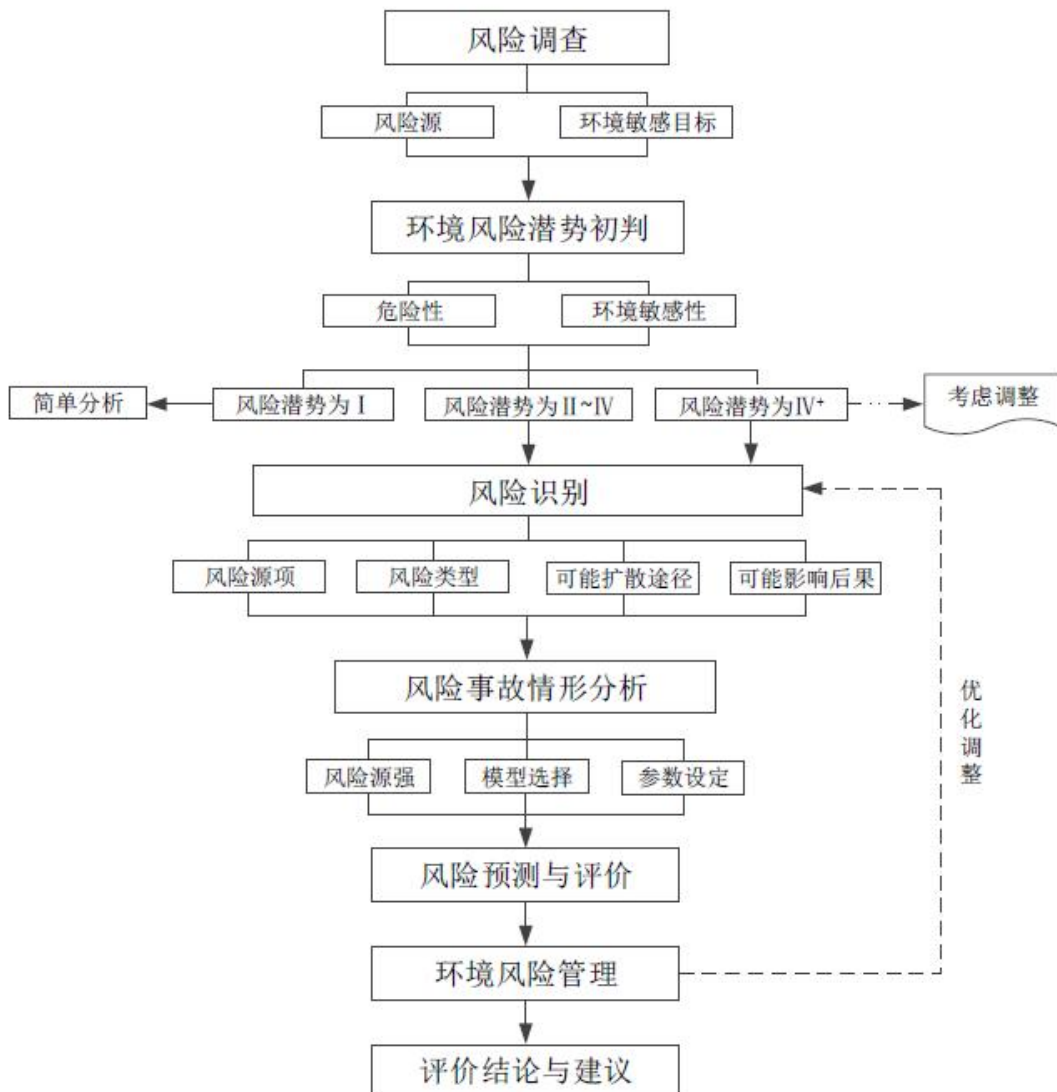 风险调查
风险源
环境敏感目标
环境风险潜势初判
危险性
环境敏感性
简单分析
风险潜势为Ⅰ
风险潜势为Ⅱ~Ⅳ
风险潜势为Ⅳ⁺
考虑调整
风险识别
风险源项
风险类型
可能扩散途径
可能影响后果
风险事故情形分析
优化调整
风险源强
模型选择
参数设定
风险预测与评价
环境风险管理
评价结论与建议